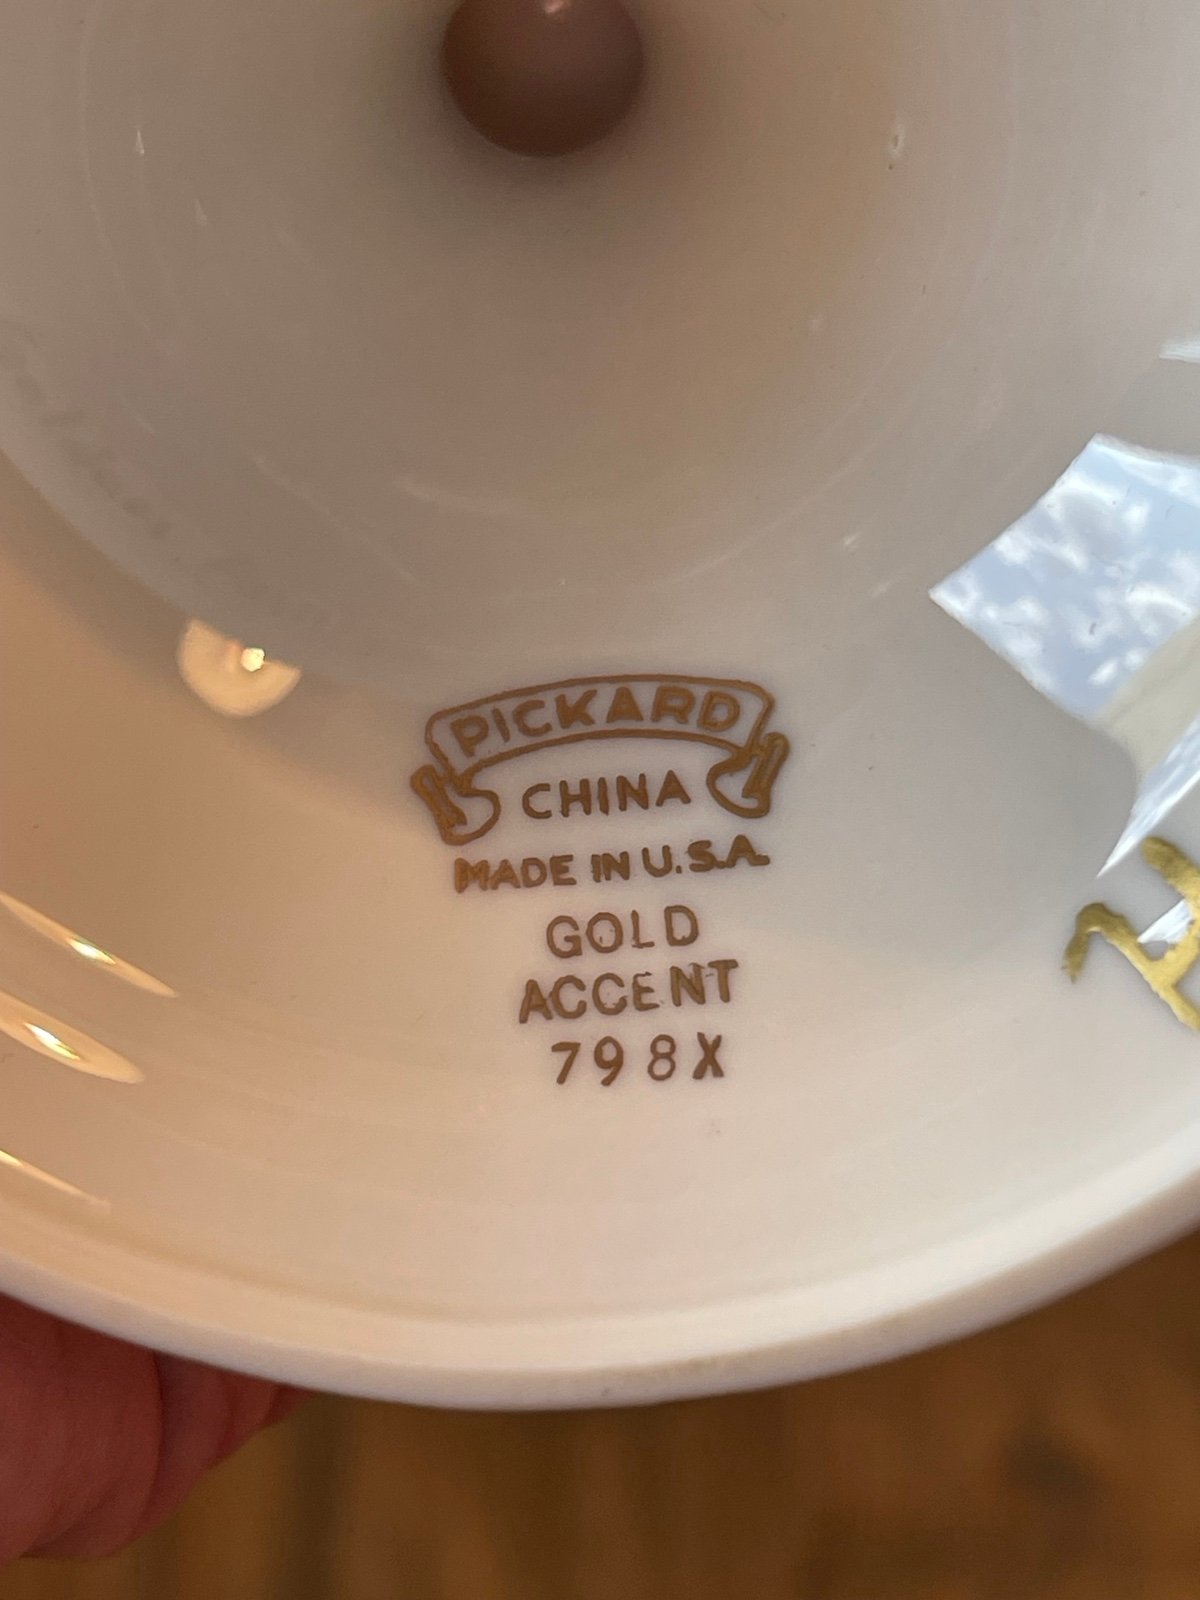 PICKARD
CHINA
MADE IN U.S.A.
GOLD
ACCENT
798X